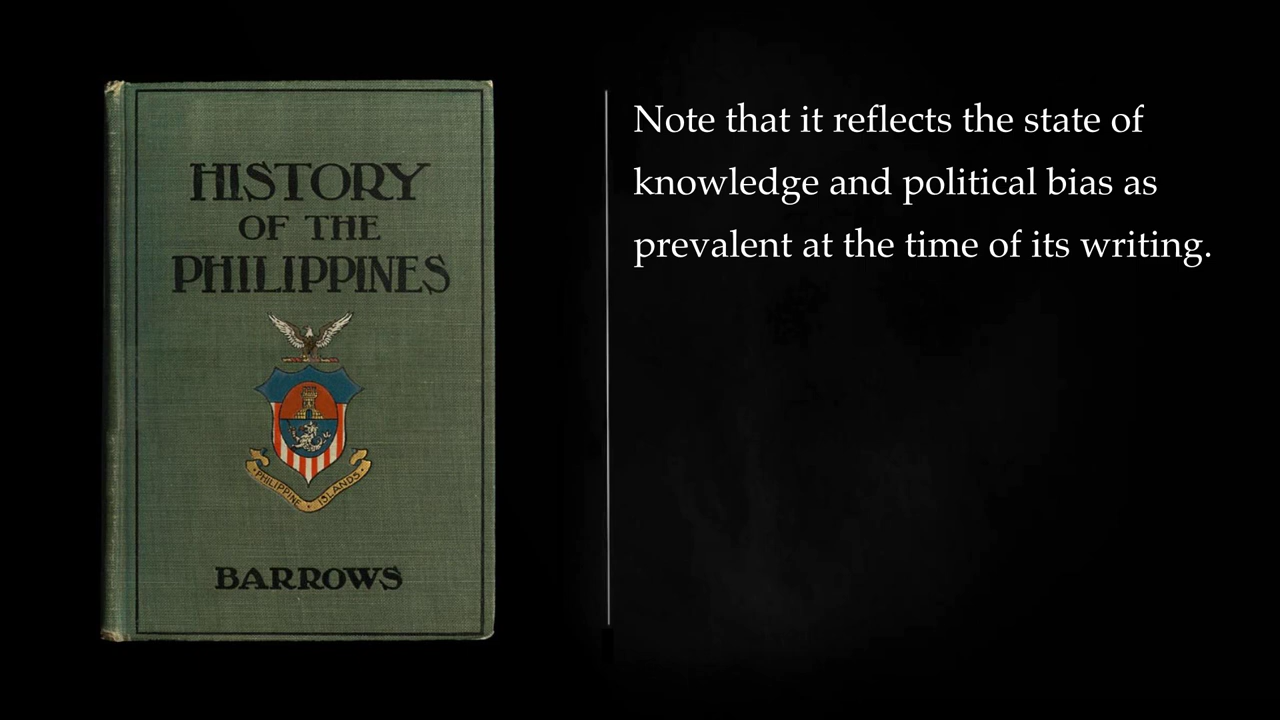 HISTORY
OF THE
PHILIPPINES
PHILIPPINE ISLANDS
BARROWS
Note that it reflects the state of
knowledge and political bias as
prevalent at the time of its writing.